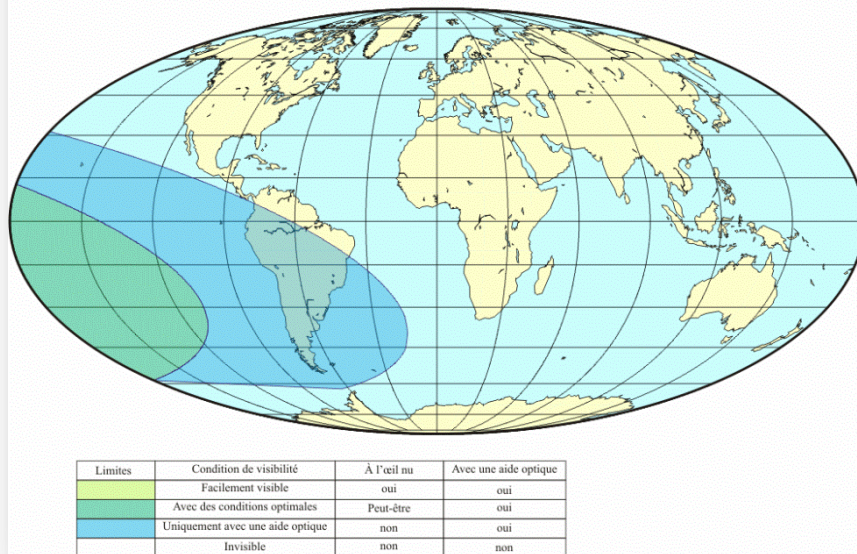 Limites Condition de visibilité À l’œil nu Avec une aide optique
Facilement visible oui oui
Avec des conditions optimales Peut-être oui
Uniquement avec une aide optique non oui
Invisible non non